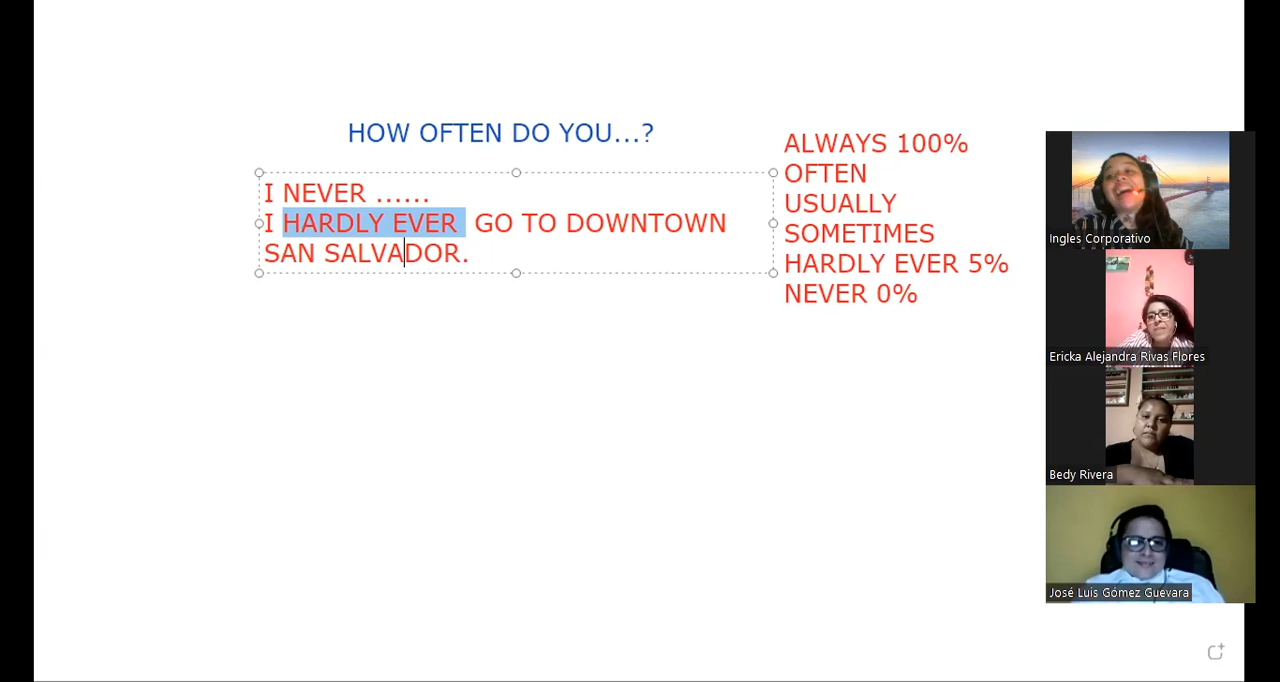 HOW OFTEN DO YOU...?
I NEVER ......
I HARDLY EVER GO TO DOWNTOWN
SAN SALVADOR.
ALWAYS 100%
OFTEN
USUALLY
SOMETIMES
HARDLY EVER 5%
NEVER 0%
Ingles Corporativo
Ericka Alejandra Rivas Flores
Bedy Rivera
José Luis Gómez Guevara